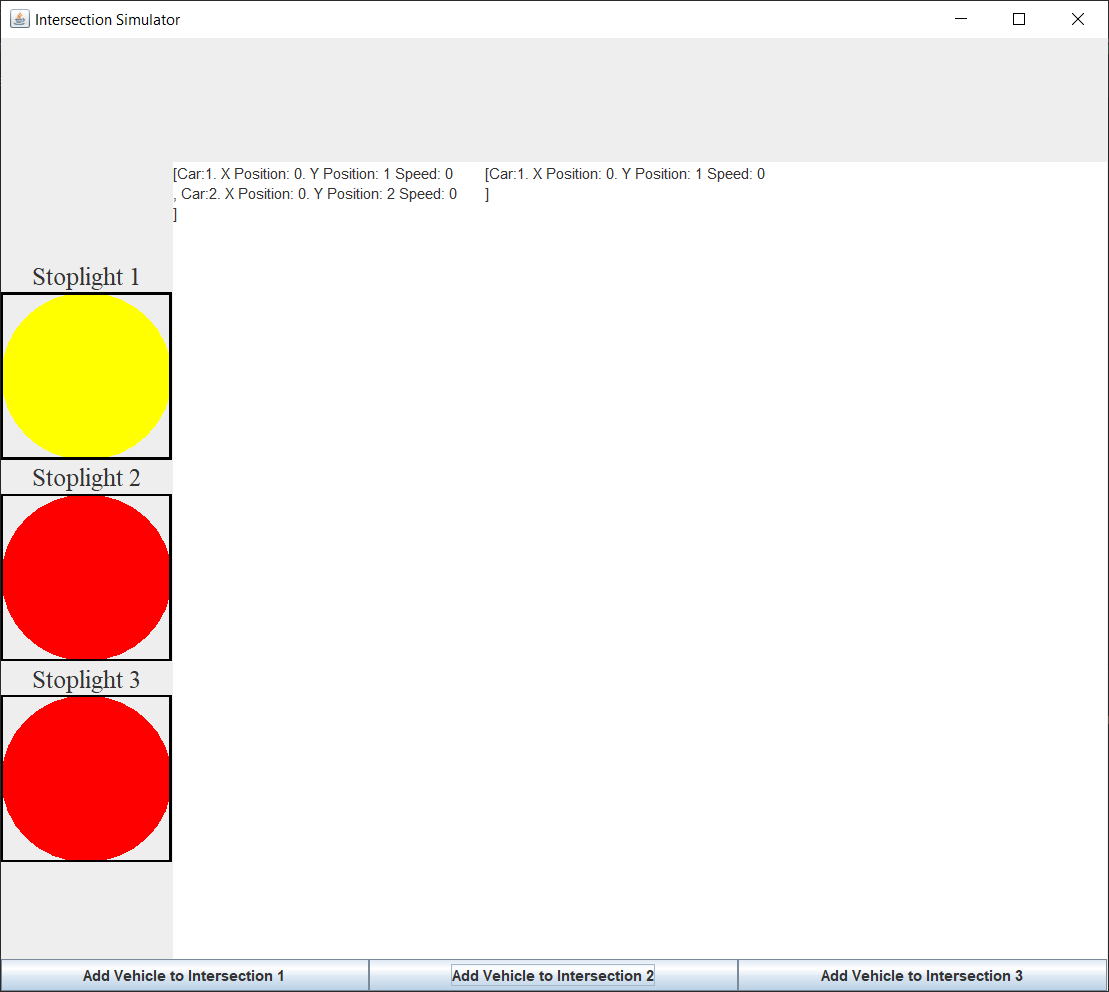 Intersection Simulator
[Car:1. X Position: 0. Y Position: 1 Speed: 0
, Car:2. X Position: 0. Y Position: 2 Speed: 0
]
[Car:1. X Position: 0. Y Position: 1 Speed: 0
]
Stoplight 1
Stoplight 2
Stoplight 3
Add Vehicle to Intersection 1
Add Vehicle to Intersection 2
Add Vehicle to Intersection 3